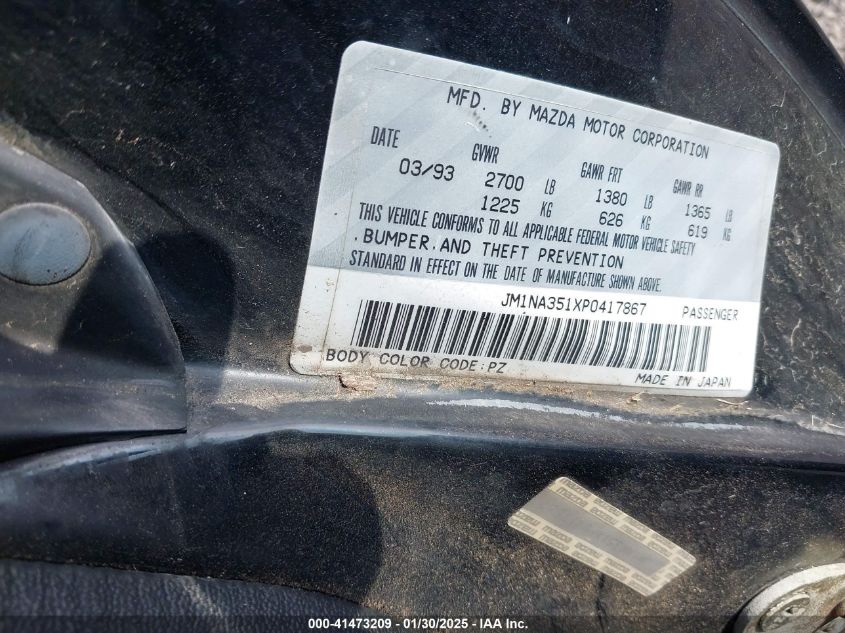 MFD. BY MAZDA MOTOR CORPORATION
DATE GVWR GAWR FRT GAWR RR
03/93 2700 LB 1380 LB 1365 LB
1225 KG 626 KG 619 KG
THIS VEHICLE CONFORMS TO ALL APPLICABLE FEDERAL MOTOR VEHICLE SAFETY
, BUMPER, AND THEFT PREVENTION
STANDARD IN EFFECT ON THE DATE OF MANUFACTURE SHOWN ABOVE.
JM1NA351XP0417867 PASSENGER
BODY COLOR CODE:PZ
MADE IN JAPAN
000-41473209 - 01/30/2025 - IAA Inc.